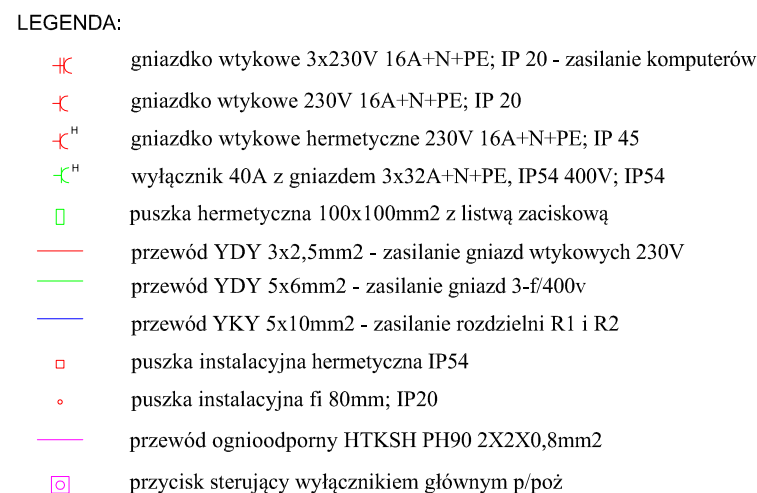 LEGENDA:
gniazdko wtykowe 3x230V 16A+N+PE; IP 20 - zasilanie komputerów
gniazdko wtykowe 230V 16A+N+PE; IP 20
H gniazdko wtykowe hermetyczne 230V 16A+N+PE; IP 45
H wyłącznik 40A z gniazdem 3x32A+N+PE, IP54 400V; IP54
puszka hermetyczna 100x100mm2 z listwą zaciskową
przewód YDY 3x2,5mm2 - zasilanie gniazd wtykowych 230V
przewód YDY 5x6mm2 - zasilanie gniazd 3-f/400v
przewód YKY 5x10mm2 - zasilanie rozdzielni R1 i R2
puszka instalacyjna hermetyczna IP54
puszka instalacyjna fi 80mm; IP20
przewód ognioodporny HTKSH PH90 2X2X0,8mm2
przycisk sterujący wyłącznikiem głównym p/poż